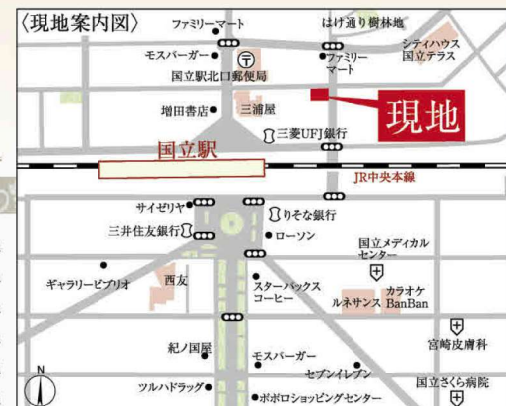 〈現地案内図〉
ファミリーマート
はけ通り樹林地
モスバーガー
国立駅北口郵便局
ファミリー
マート
シティハウス
国立テラス
増田書店
三浦屋
現地
三菱UFJ銀行
国立駅
JR中央本線
サイゼリヤ
りそな銀行
三井住友銀行
ローソン
国立メディカル
センター
ギャラリービブリオ
西友
スターバックス
コーヒー
ルネサンス
カラオケ
BanBan
宮崎皮膚科
紀ノ国屋
モスバーガー
セブンイレブン
国立さくら病院
ツルハドラッグ
ポポロショッピングセンター
N